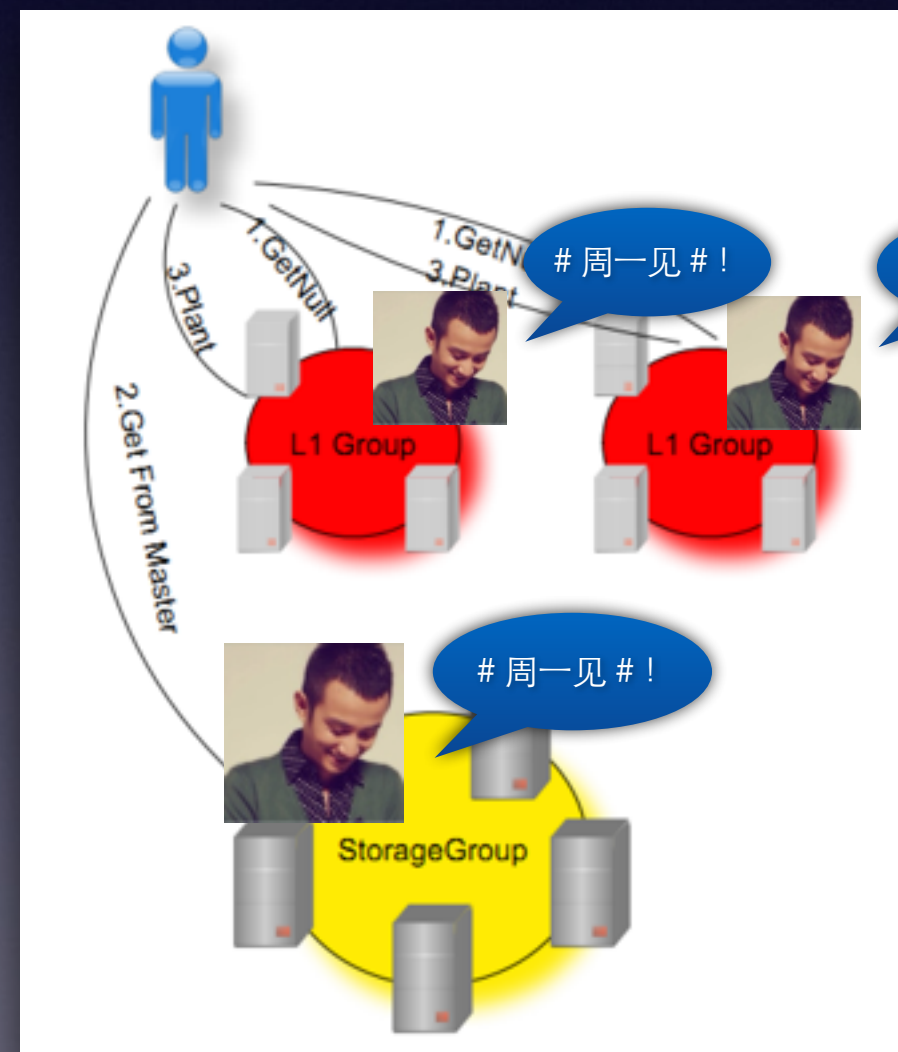 1.GetNull
1.GetN
3.Plant
3.Plant
# 周一见 # !
L1 Group
L1 Group
2.Get From Master
# 周一见 # !
StorageGroup